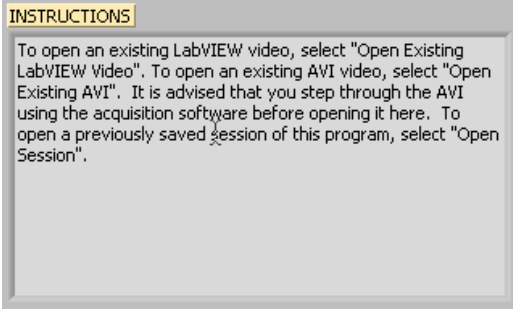 INSTRUCTIONS
To open an existing LabVIEW video, select "Open Existing
LabVIEW Video". To open an existing AVI video, select "Open
Existing AVI".  It is advised that you step through the AVI
using the acquisition software before opening it here.  To
open a previously saved session of this program, select "Open
Session".